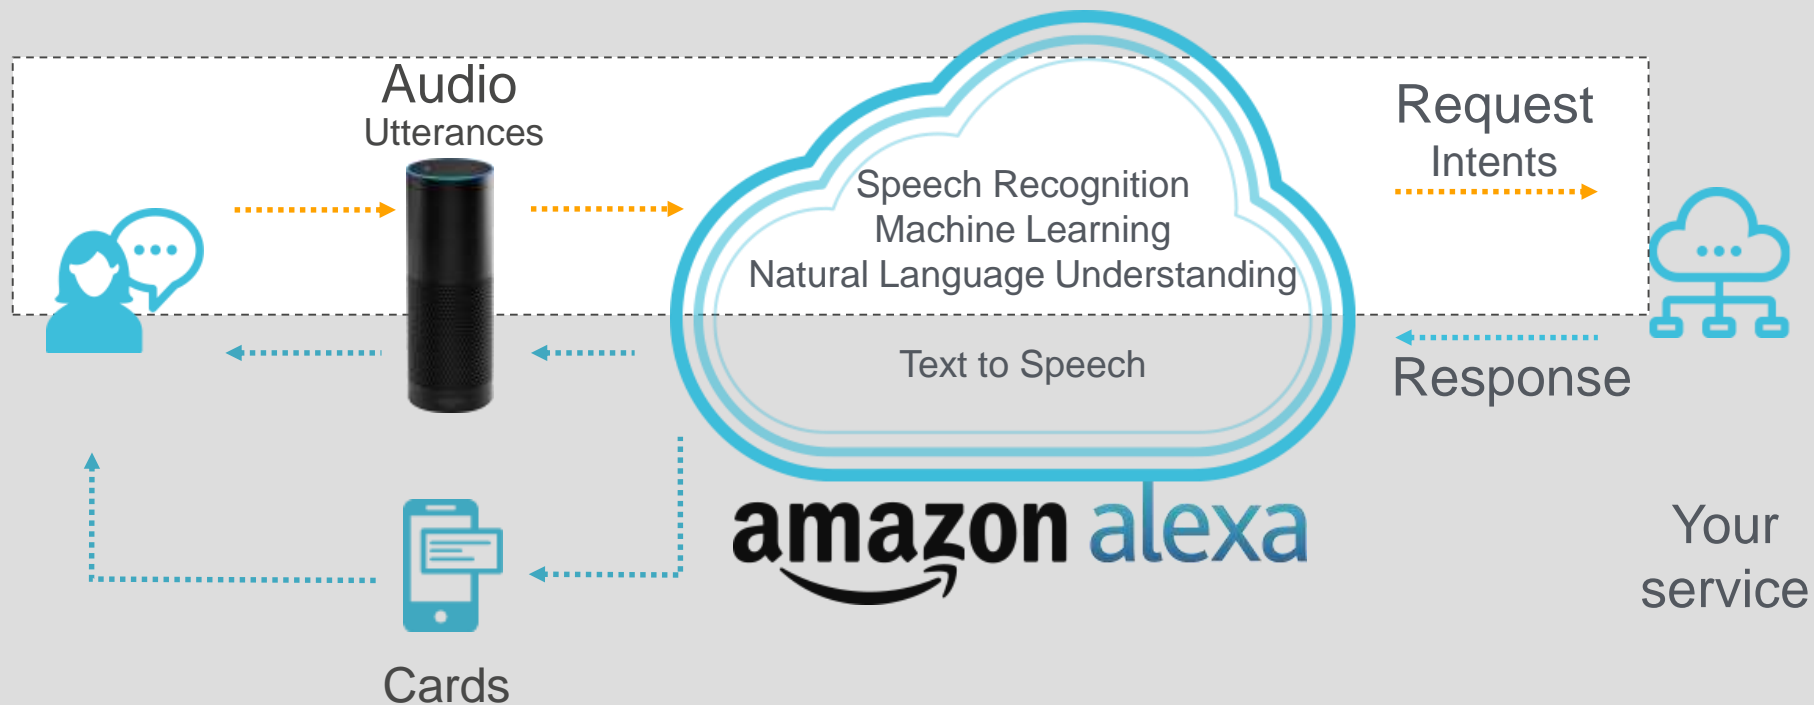 Audio
Utterances
Request
Intents
Speech Recognition
Machine Learning
Natural Language Understanding
Text to Speech
Response
amazon alexa
Your
service
Cards